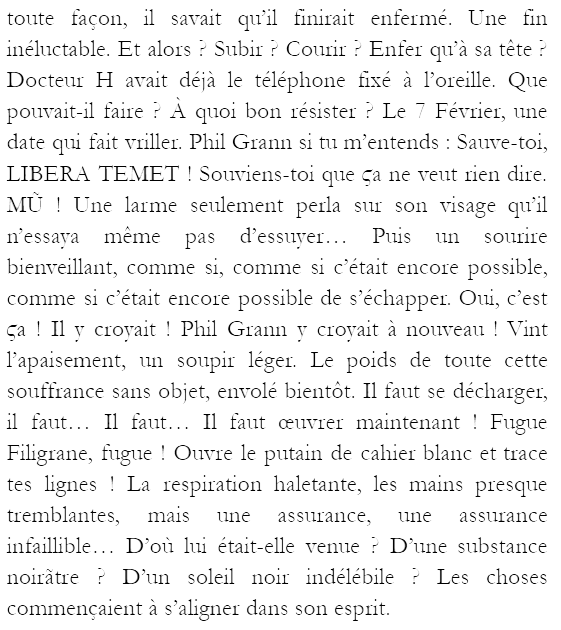 toute façon, il savait qu'il finirait enfermé. Une fin
inéluctable. Et alors ? Subir ? Courir ? Enfer qu'à sa tête ?
Docteur H avait déjà le téléphone fixé à l'oreille. Que
pouvait-il faire ? À quoi bon résister ? Le 7 Février, une
date qui fait vriller. Phil Grann si tu m'entends : Sauve-toi,
LIBERA TEMET ! Souviens-toi que ça ne veut rien dire.
MÙ ! Une larme seulement perla sur son visage qu'il
n'essaya même pas d'essuyer… Puis un sourire
bienveillant, comme si, comme si c'était encore possible,
comme si c'était encore possible de s'échapper. Oui, c'est
ça ! Il y croyait ! Phil Grann y croyait à nouveau ! Vint
l'apaisement, un soupir léger. Le poids de toute cette
souffrance sans objet, envolé bientôt. Il faut se décharger,
il faut… Il faut… Il faut œuvrer maintenant ! Fugue
Filigrane, fugue ! Ouvre le putain de cahier blanc et trace
tes lignes ! La respiration haletante, les mains presque
tremblantes, mais une assurance, une assurance
infaillible… D'où lui était-elle venue ? D'une substance
noirâtre ? D'un soleil noir indélébile ? Les choses
commençaient à s'aligner dans son esprit.